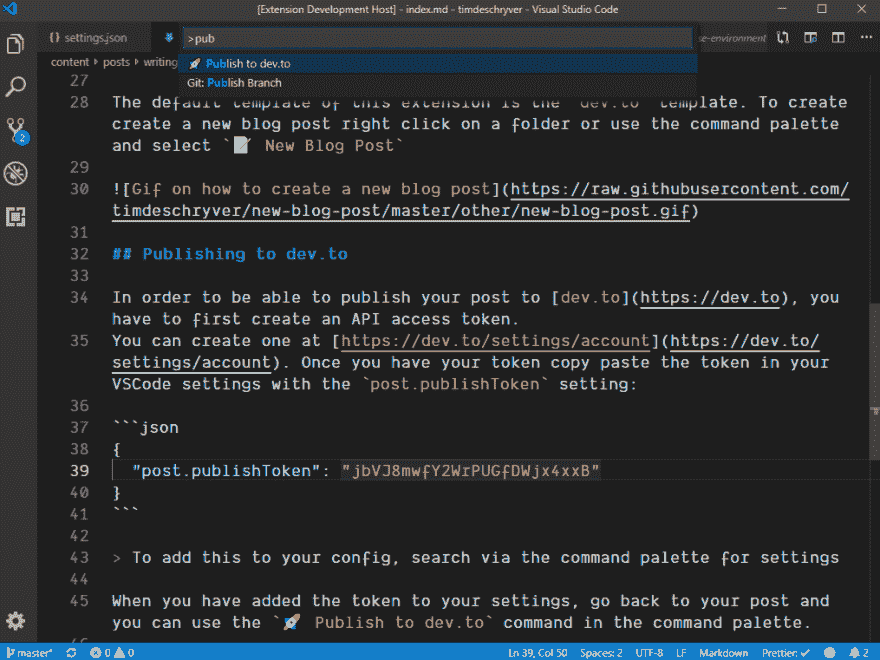 [Extension Development Host] - index.md - timdeschryver - Visual Studio Code
{} settings.json
>pub
se-environment
content > posts > writing
🚀 Publish to dev.to
Git: Publish Branch
27
28 The default template of this extension is the `dev.to` template. To create
create a new blog post right click on a folder or use the command palette
and select `📝 New Blog Post`
29
30 ![Gif on how to create a new blog post](https://raw.githubusercontent.com/
timdeschryver/new-blog-post/master/other/new-blog-post.gif)
31
32 ## Publishing to dev.to
33
34 In order to be able to publish your post to [dev.to](https://dev.to), you
have to first create an API access token.
35 You can create one at [https://dev.to/settings/account](https://dev.to/
settings/account). Once you have your token copy paste the token in your
VSCode settings with the `post.publishToken` setting:
36
37 ```json
38 {
39 "post.publishToken": "jbVJ8mwfY2WrPUGfDWjx4xxB"
40 }
41 ```
42
43 > To add this to your config, search via the command palette for settings
44
45 When you have added the token to your settings, go back to your post and
you can use the `🚀 Publish to dev.to` command in the command palette.
2
master* 0 0 Ln 39, Col 50 Spaces: 2 UTF-8 LF Markdown Prettier: ✓ 2